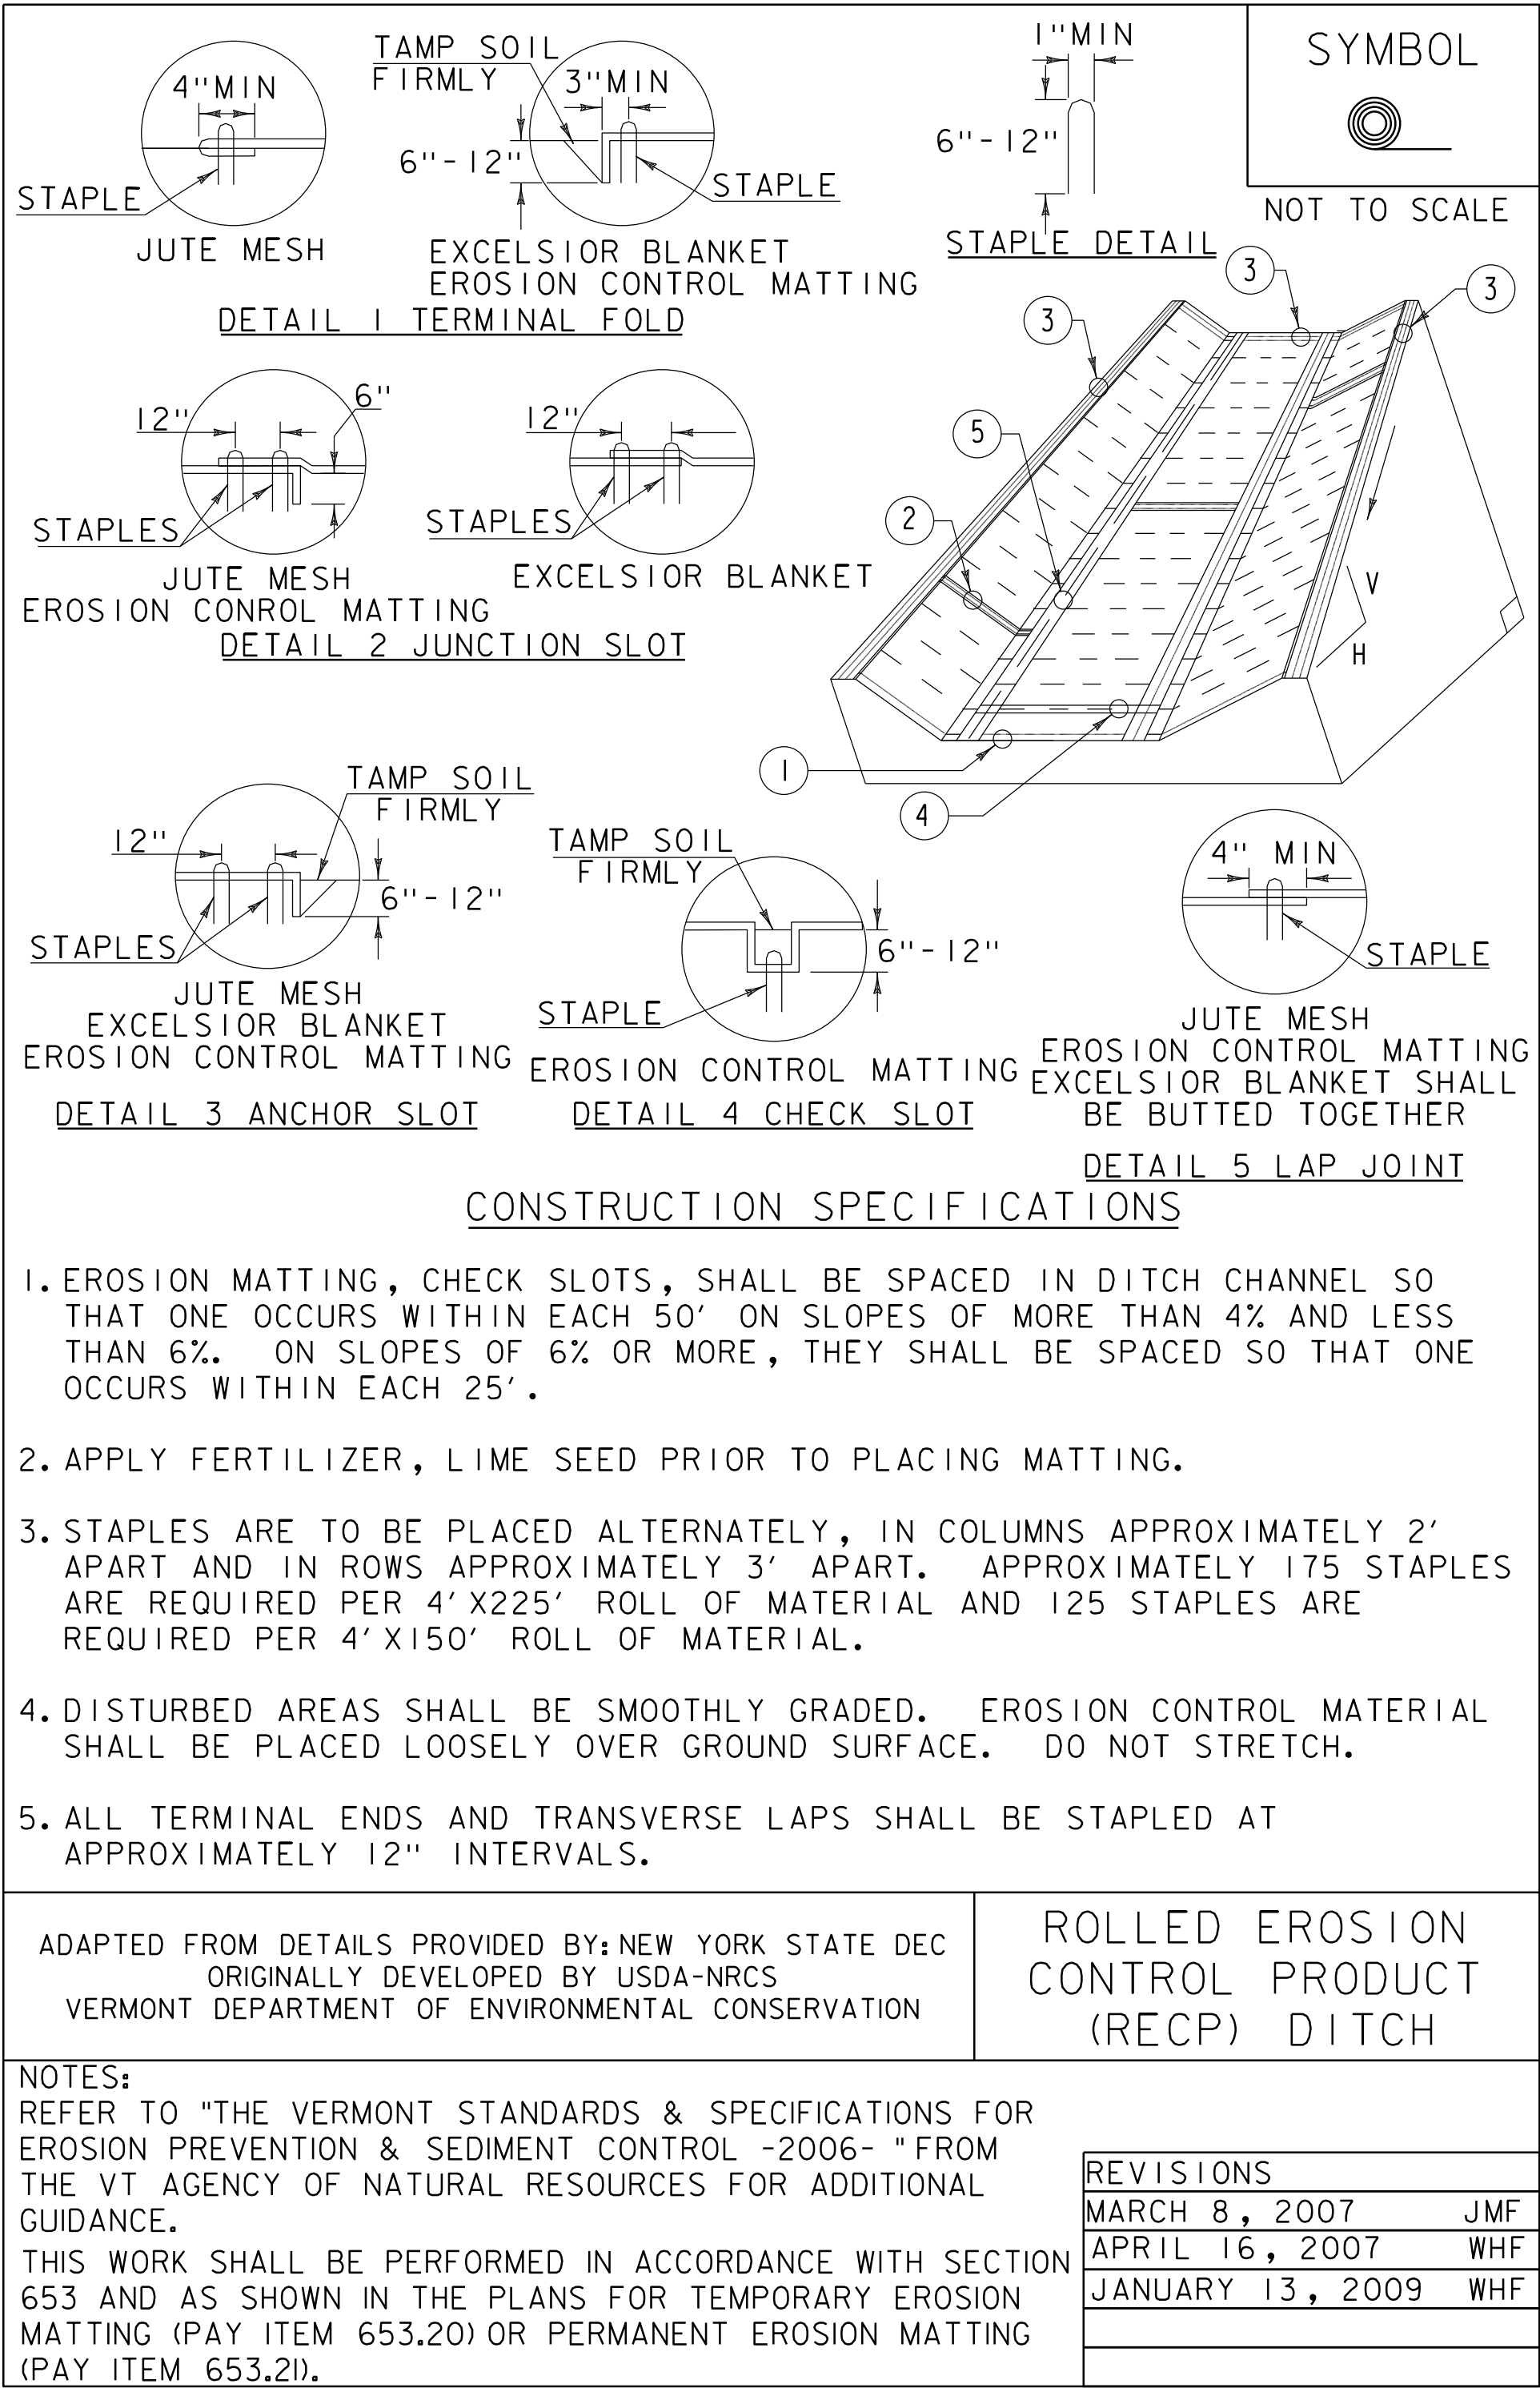 TAMP SOIL
FIRMLY
4"MIN
3"MIN
6"-12"
STAPLE
STAPLE
JUTE MESH
EXCELSIOR BLANKET
EROSION CONTROL MATTING
DETAIL 1 TERMINAL FOLD
1"MIN
6"-12"
STAPLE DETAIL
SYMBOL
NOT TO SCALE
3
3
3
5
2
V
H
1
4
12"
6"
STAPLES
JUTE MESH
EROSION CONROL MATTING
12"
STAPLES
EXCELSIOR BLANKET
DETAIL 2 JUNCTION SLOT
TAMP SOIL
FIRMLY
12"
6"-12"
STAPLES
JUTE MESH
EXCELSIOR BLANKET
EROSION CONTROL MATTING
DETAIL 3 ANCHOR SLOT
TAMP SOIL
FIRMLY
6"-12"
STAPLE
EROSION CONTROL MATTING
DETAIL 4 CHECK SLOT
4" MIN
STAPLE
JUTE MESH
EROSION CONTROL MATTING
EXCELSIOR BLANKET SHALL
BE BUTTED TOGETHER
DETAIL 5 LAP JOINT
CONSTRUCTION SPECIFICATIONS
1. EROSION MATTING, CHECK SLOTS, SHALL BE SPACED IN DITCH CHANNEL SO
THAT ONE OCCURS WITHIN EACH 50' ON SLOPES OF MORE THAN 4% AND LESS
THAN 6%. ON SLOPES OF 6% OR MORE, THEY SHALL BE SPACED SO THAT ONE
OCCURS WITHIN EACH 25'.
2. APPLY FERTILIZER, LIME SEED PRIOR TO PLACING MATTING.
3. STAPLES ARE TO BE PLACED ALTERNATELY, IN COLUMNS APPROXIMATELY 2'
APART AND IN ROWS APPROXIMATELY 3' APART. APPROXIMATELY 175 STAPLES
ARE REQUIRED PER 4'X225' ROLL OF MATERIAL AND 125 STAPLES ARE
REQUIRED PER 4'X150' ROLL OF MATERIAL.
4. DISTURBED AREAS SHALL BE SMOOTHLY GRADED. EROSION CONTROL MATERIAL
SHALL BE PLACED LOOSELY OVER GROUND SURFACE. DO NOT STRETCH.
5. ALL TERMINAL ENDS AND TRANSVERSE LAPS SHALL BE STAPLED AT
APPROXIMATELY 12" INTERVALS.
ADAPTED FROM DETAILS PROVIDED BY: NEW YORK STATE DEC
ORIGINALLY DEVELOPED BY USDA-NRCS
VERMONT DEPARTMENT OF ENVIRONMENTAL CONSERVATION
ROLLED EROSION
CONTROL PRODUCT
(RECP) DITCH
NOTES:
REFER TO "THE VERMONT STANDARDS & SPECIFICATIONS FOR
EROSION PREVENTION & SEDIMENT CONTROL -2006- " FROM
THE VT AGENCY OF NATURAL RESOURCES FOR ADDITIONAL
GUIDANCE.
THIS WORK SHALL BE PERFORMED IN ACCORDANCE WITH SECTION
653 AND AS SHOWN IN THE PLANS FOR TEMPORARY EROSION
MATTING (PAY ITEM 653.20) OR PERMANENT EROSION MATTING
(PAY ITEM 653.21).
REVISIONS
MARCH 8, 2007 JMF
APRIL 16, 2007 WHF
JANUARY 13, 2009 WHF